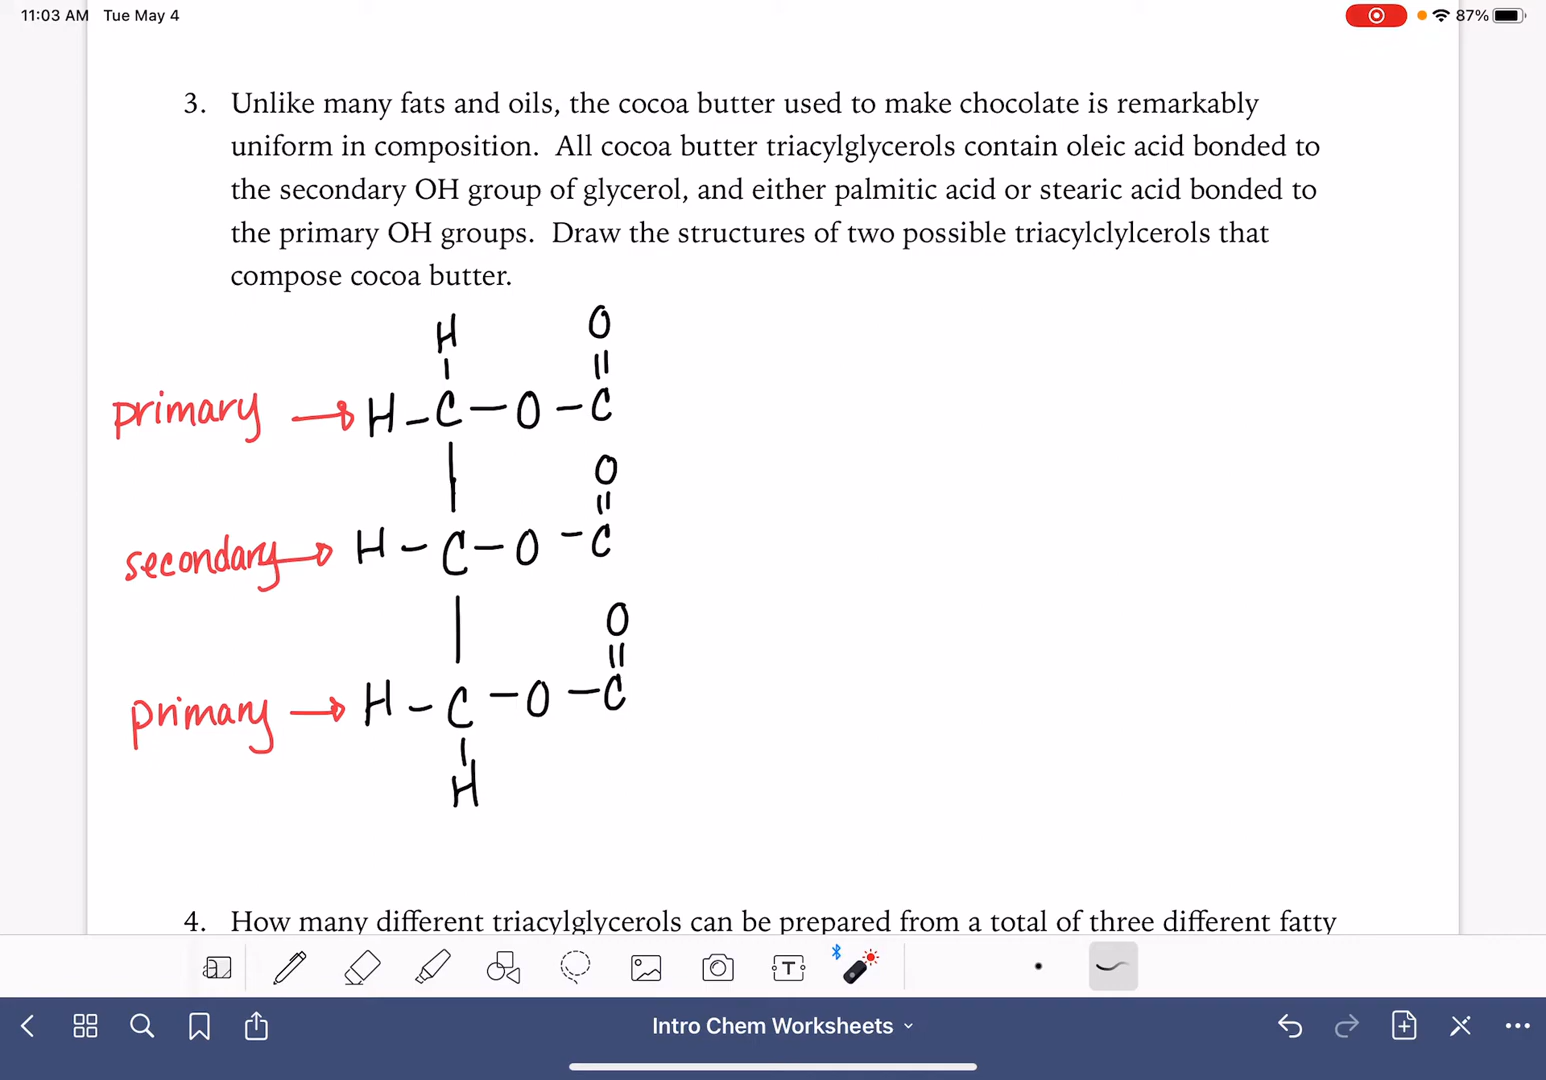 11:03 AM Tue May 4
87%
3. Unlike many fats and oils, the cocoa butter used to make chocolate is remarkably
uniform in composition. All cocoa butter triacylglycerols contain oleic acid bonded to
the secondary OH group of glycerol, and either palmitic acid or stearic acid bonded to
the primary OH groups. Draw the structures of two possible triacylclylcerols that
compose cocoa butter.
H O
primary H-C-O-C
O
secondary H-C-O-C
O
primary H-C-O-C
H
4. How many different triacylglycerols can be prepared from a total of three different fatty
Intro Chem Worksheets